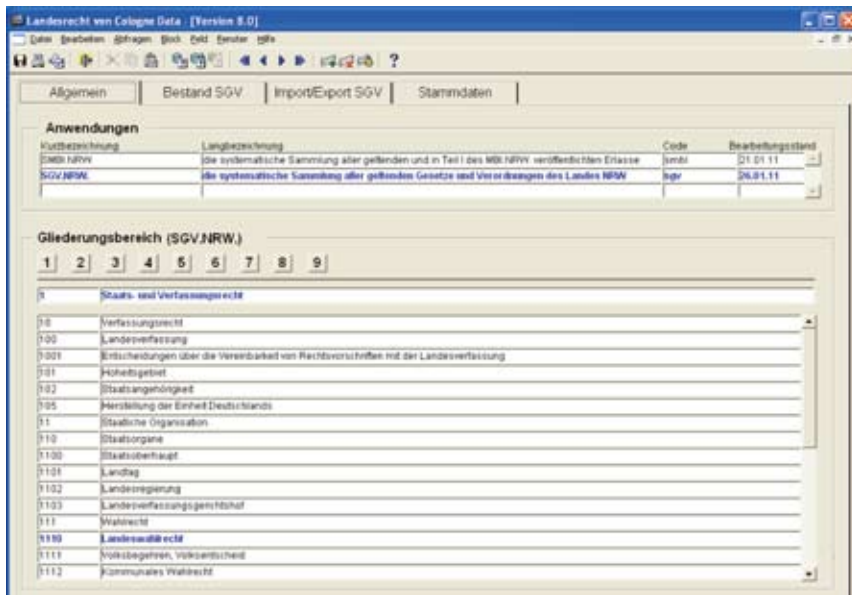 Landesrecht von Cologne Data - [Version 8.0]
Datei Bearbeiten Abfragen Block Feld Fenster Hilfe
Allgemein Bestand SGV Import/Export SGV Stammdaten
Anwendungen
Kurzbezeichnung Langbezeichnung Code Bearbeitungsstand
SMBl.NRW. die systematische Sammlung aller geltenden und in Teil I des MBl.NRW. veröffentlichten Erlasse smbl 21.01.11
SGV.NRW. die systematische Sammlung aller geltenden Gesetze und Verordnungen des Landes NRW sgv 26.01.11
Gliederungsbereich (SGV.NRW.)
1 2 3 4 5 6 7 8 9
1 Staats- und Verfassungsrecht
10 Verfassungsrecht
100 Landesverfassung
1001 Entscheidungen über die Vereinbarkeit von Rechtsvorschriften mit der Landesverfassung
101 Hoheitsgebiet
102 Staatsangehörigkeit
105 Herstellung der Einheit Deutschlands
11 Staatliche Organisation
110 Staatsorgane
1100 Staatsoberhaupt
1101 Landtag
1102 Landesregierung
1103 Landesverfassungsgerichtshof
111 Wahlrecht
1110 Landeswahlrecht
1111 Volksbegehren, Volksentscheid
1112 Kommunales Wahlrecht